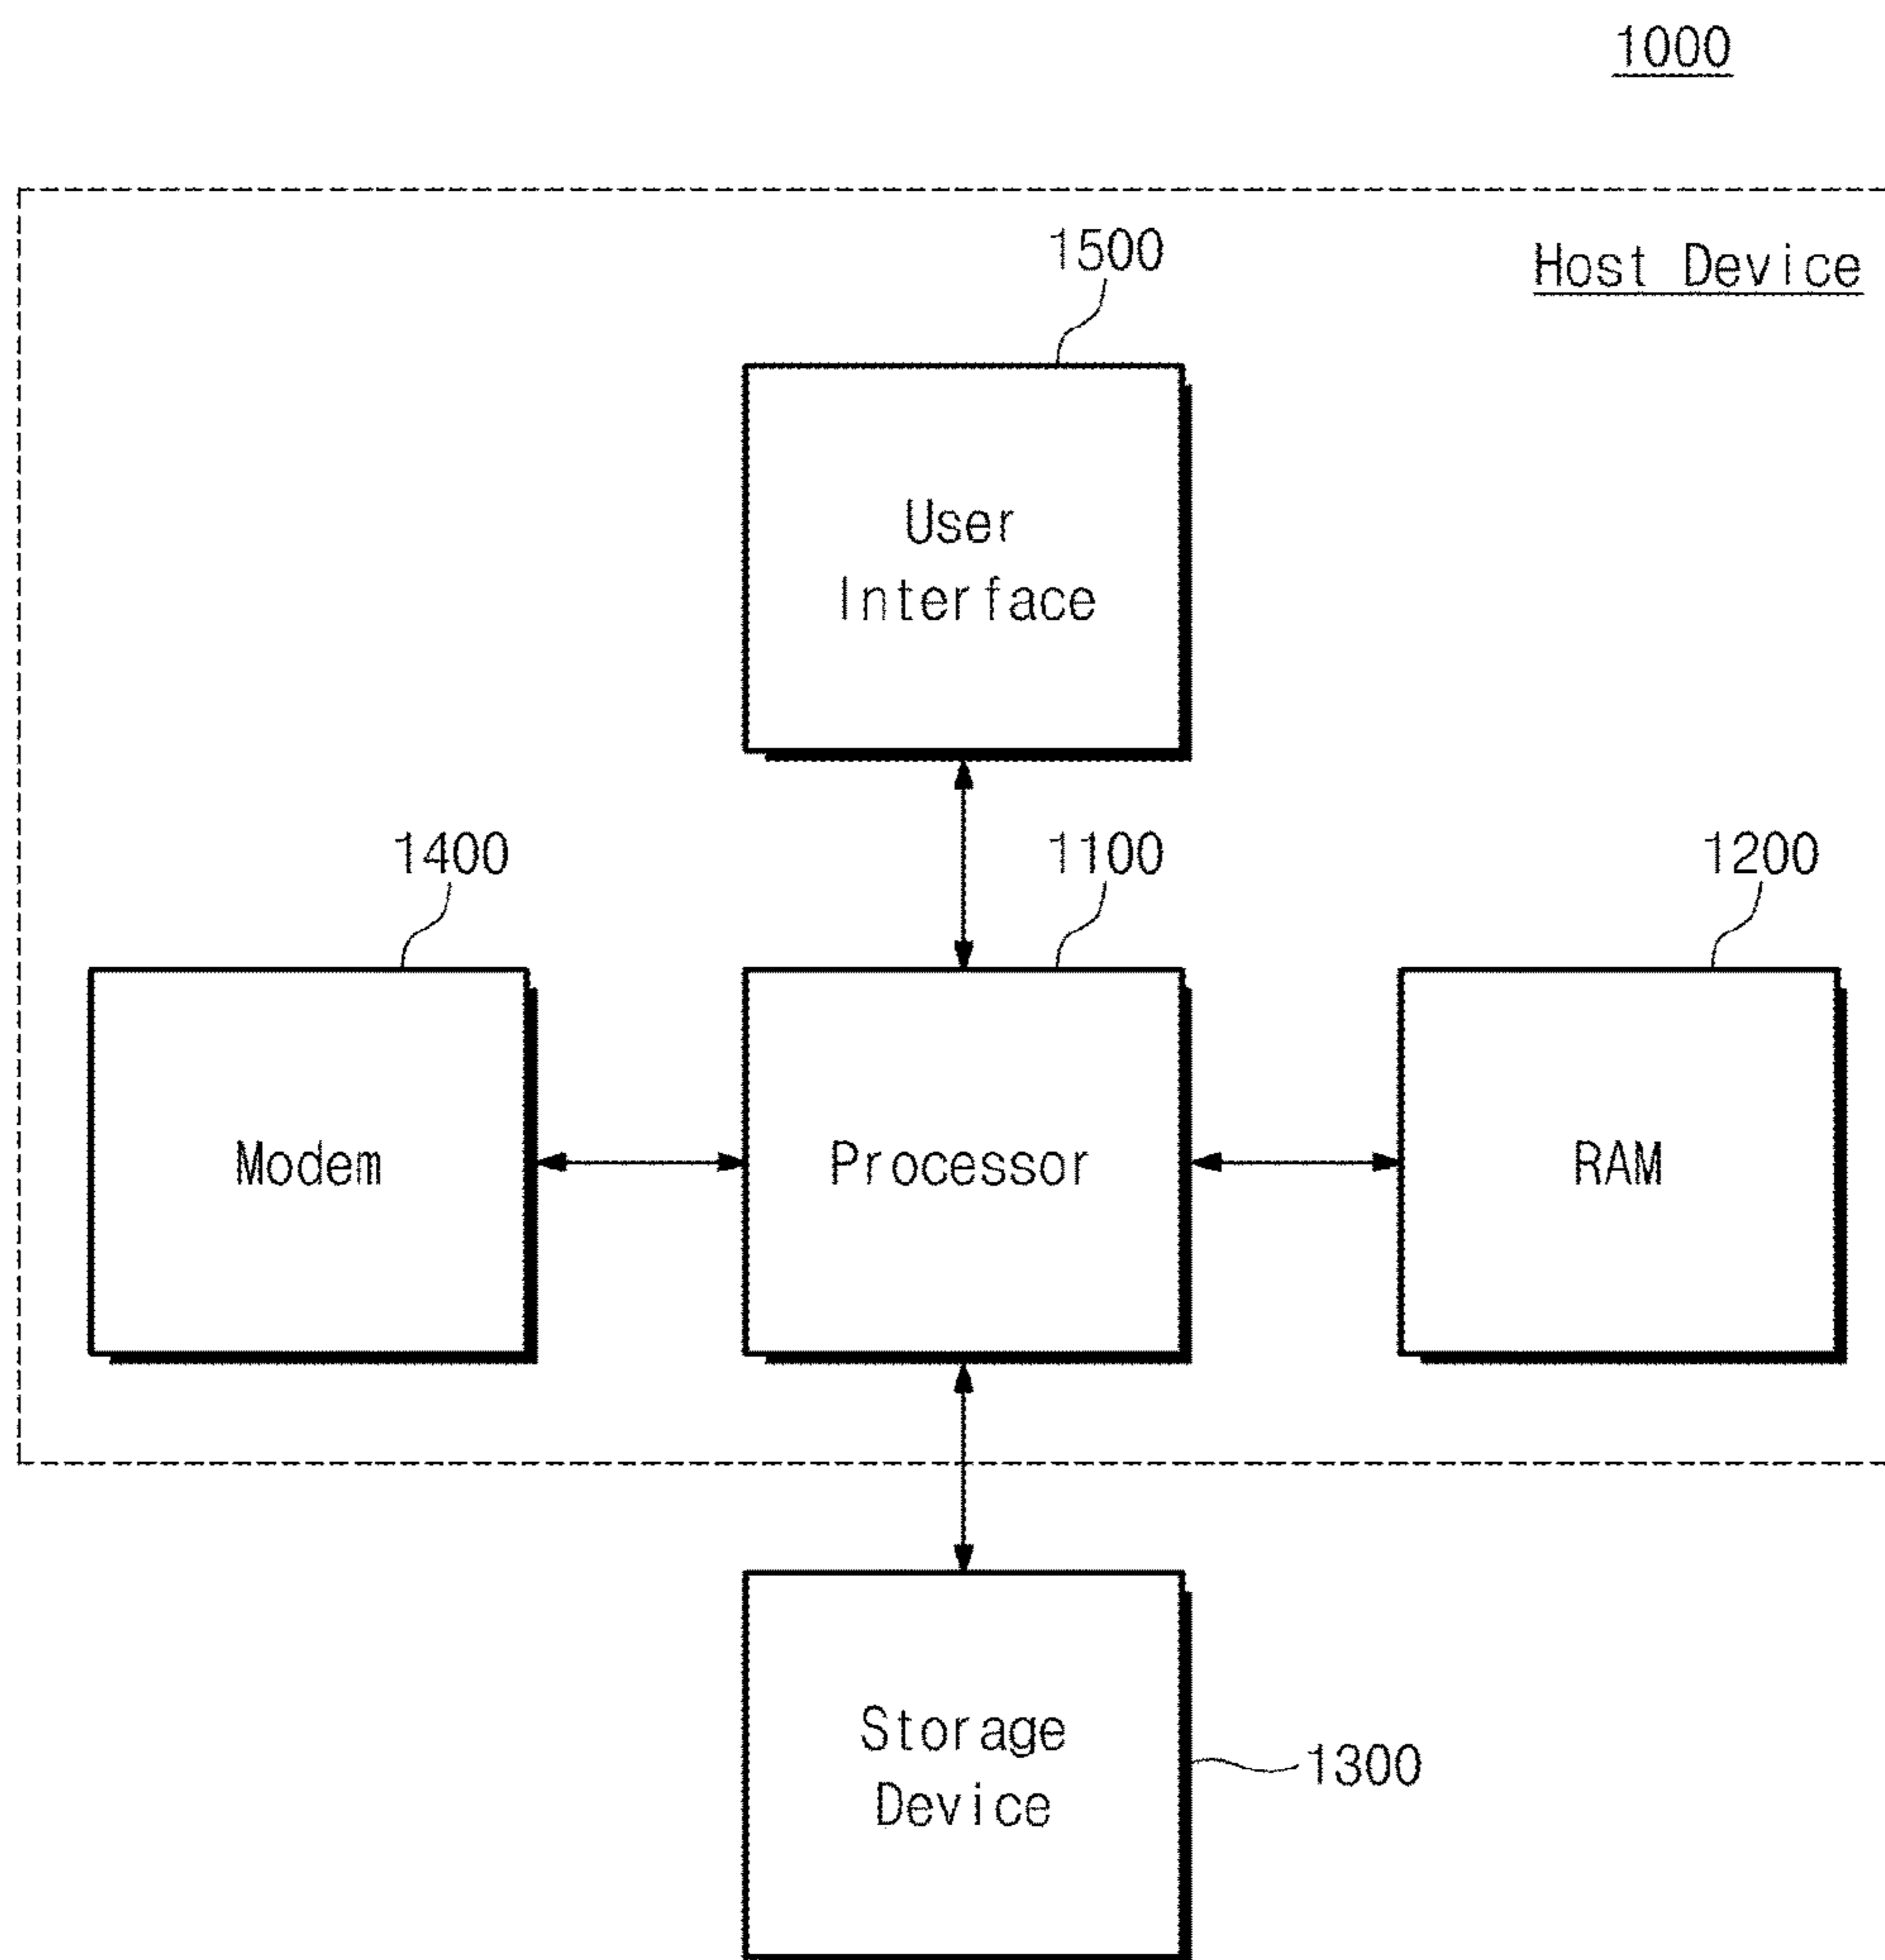 1000
1500
Host Device
User
Interface
1400
1100
1200
Modem
Processor
RAM
Storage
Device
1300